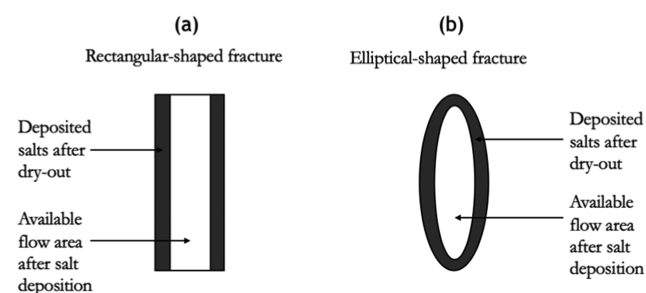 (a)
Rectangular-shaped fracture
Deposited
salts after
dry-out
Available
flow area
after salt
deposition
(b)
Elliptical-shaped fracture
Deposited
salts after
dry-out
Available
flow area
after salt
deposition